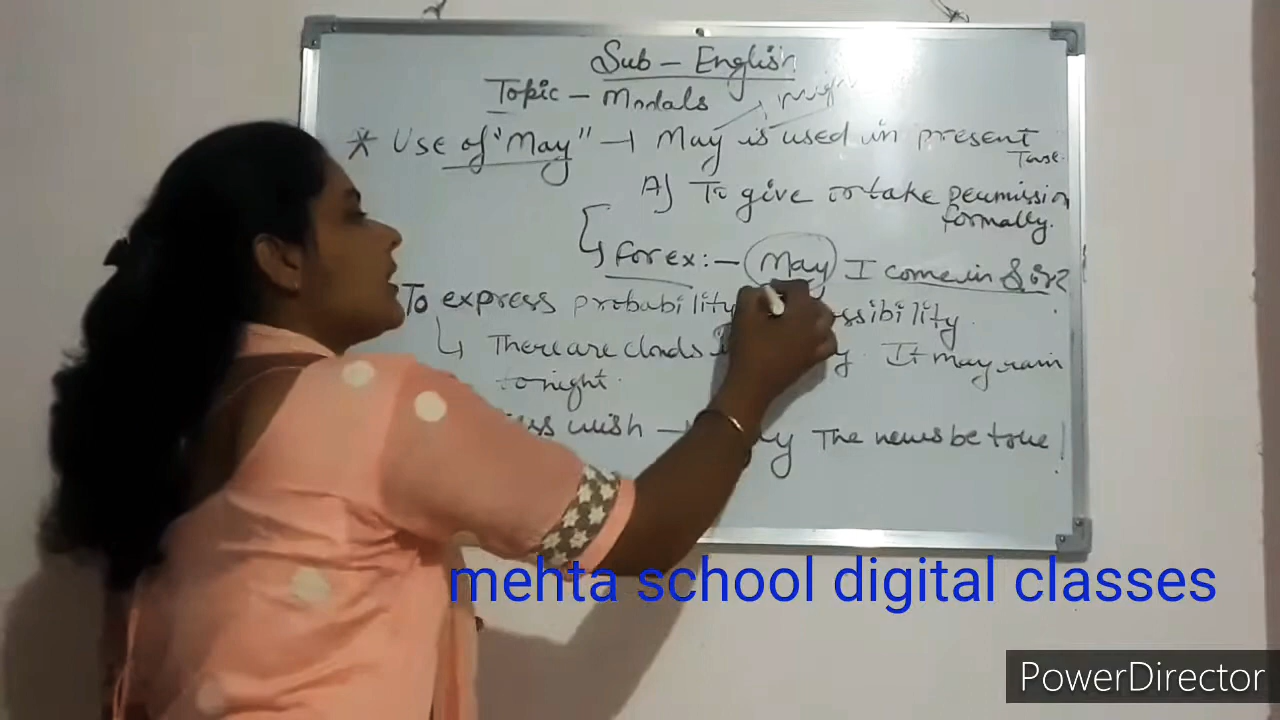 Sub - English
Topic - Modals
* Use of "May" → May is used in present
Tense.
A) To give or take permission
formally.
For ex:- May I come in Sir?
To express probability possibility.
There are clouds It may rain
tonight.
wish → The news be true!
mehta school digital classes
PowerDirector